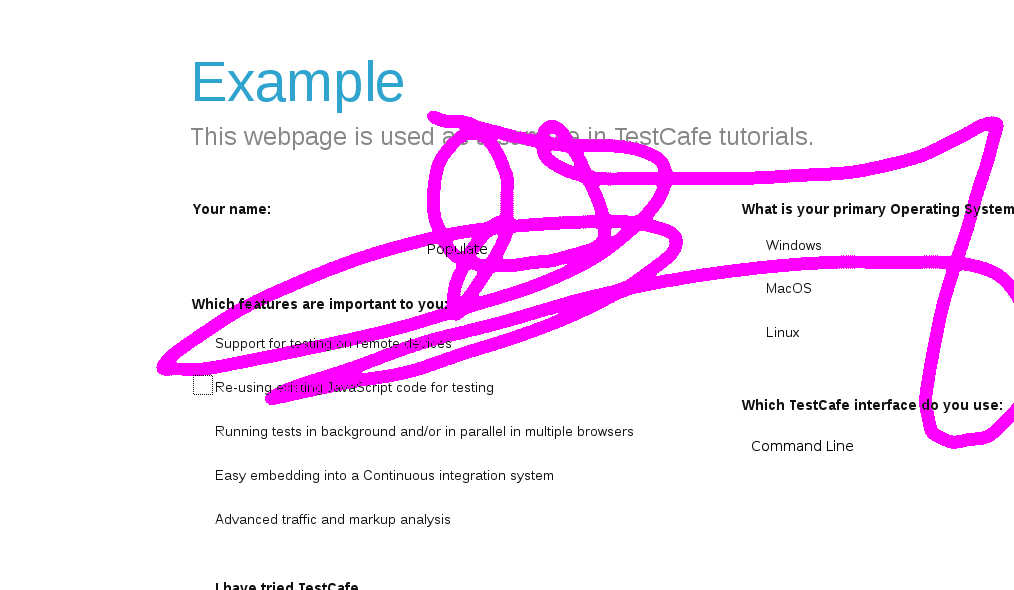 Example
This webpage is used as a sample in TestCafe tutorials.
Your name:
Populate
Which features are important to you:
Support for testing on remote devices
Re-using existing JavaScript code for testing
Running tests in background and/or in parallel in multiple browsers
Easy embedding into a Continuous integration system
Advanced traffic and markup analysis
I have tried TestCafe
What is your primary Operating System
Windows
MacOS
Linux
Which TestCafe interface do you use:
Command Line